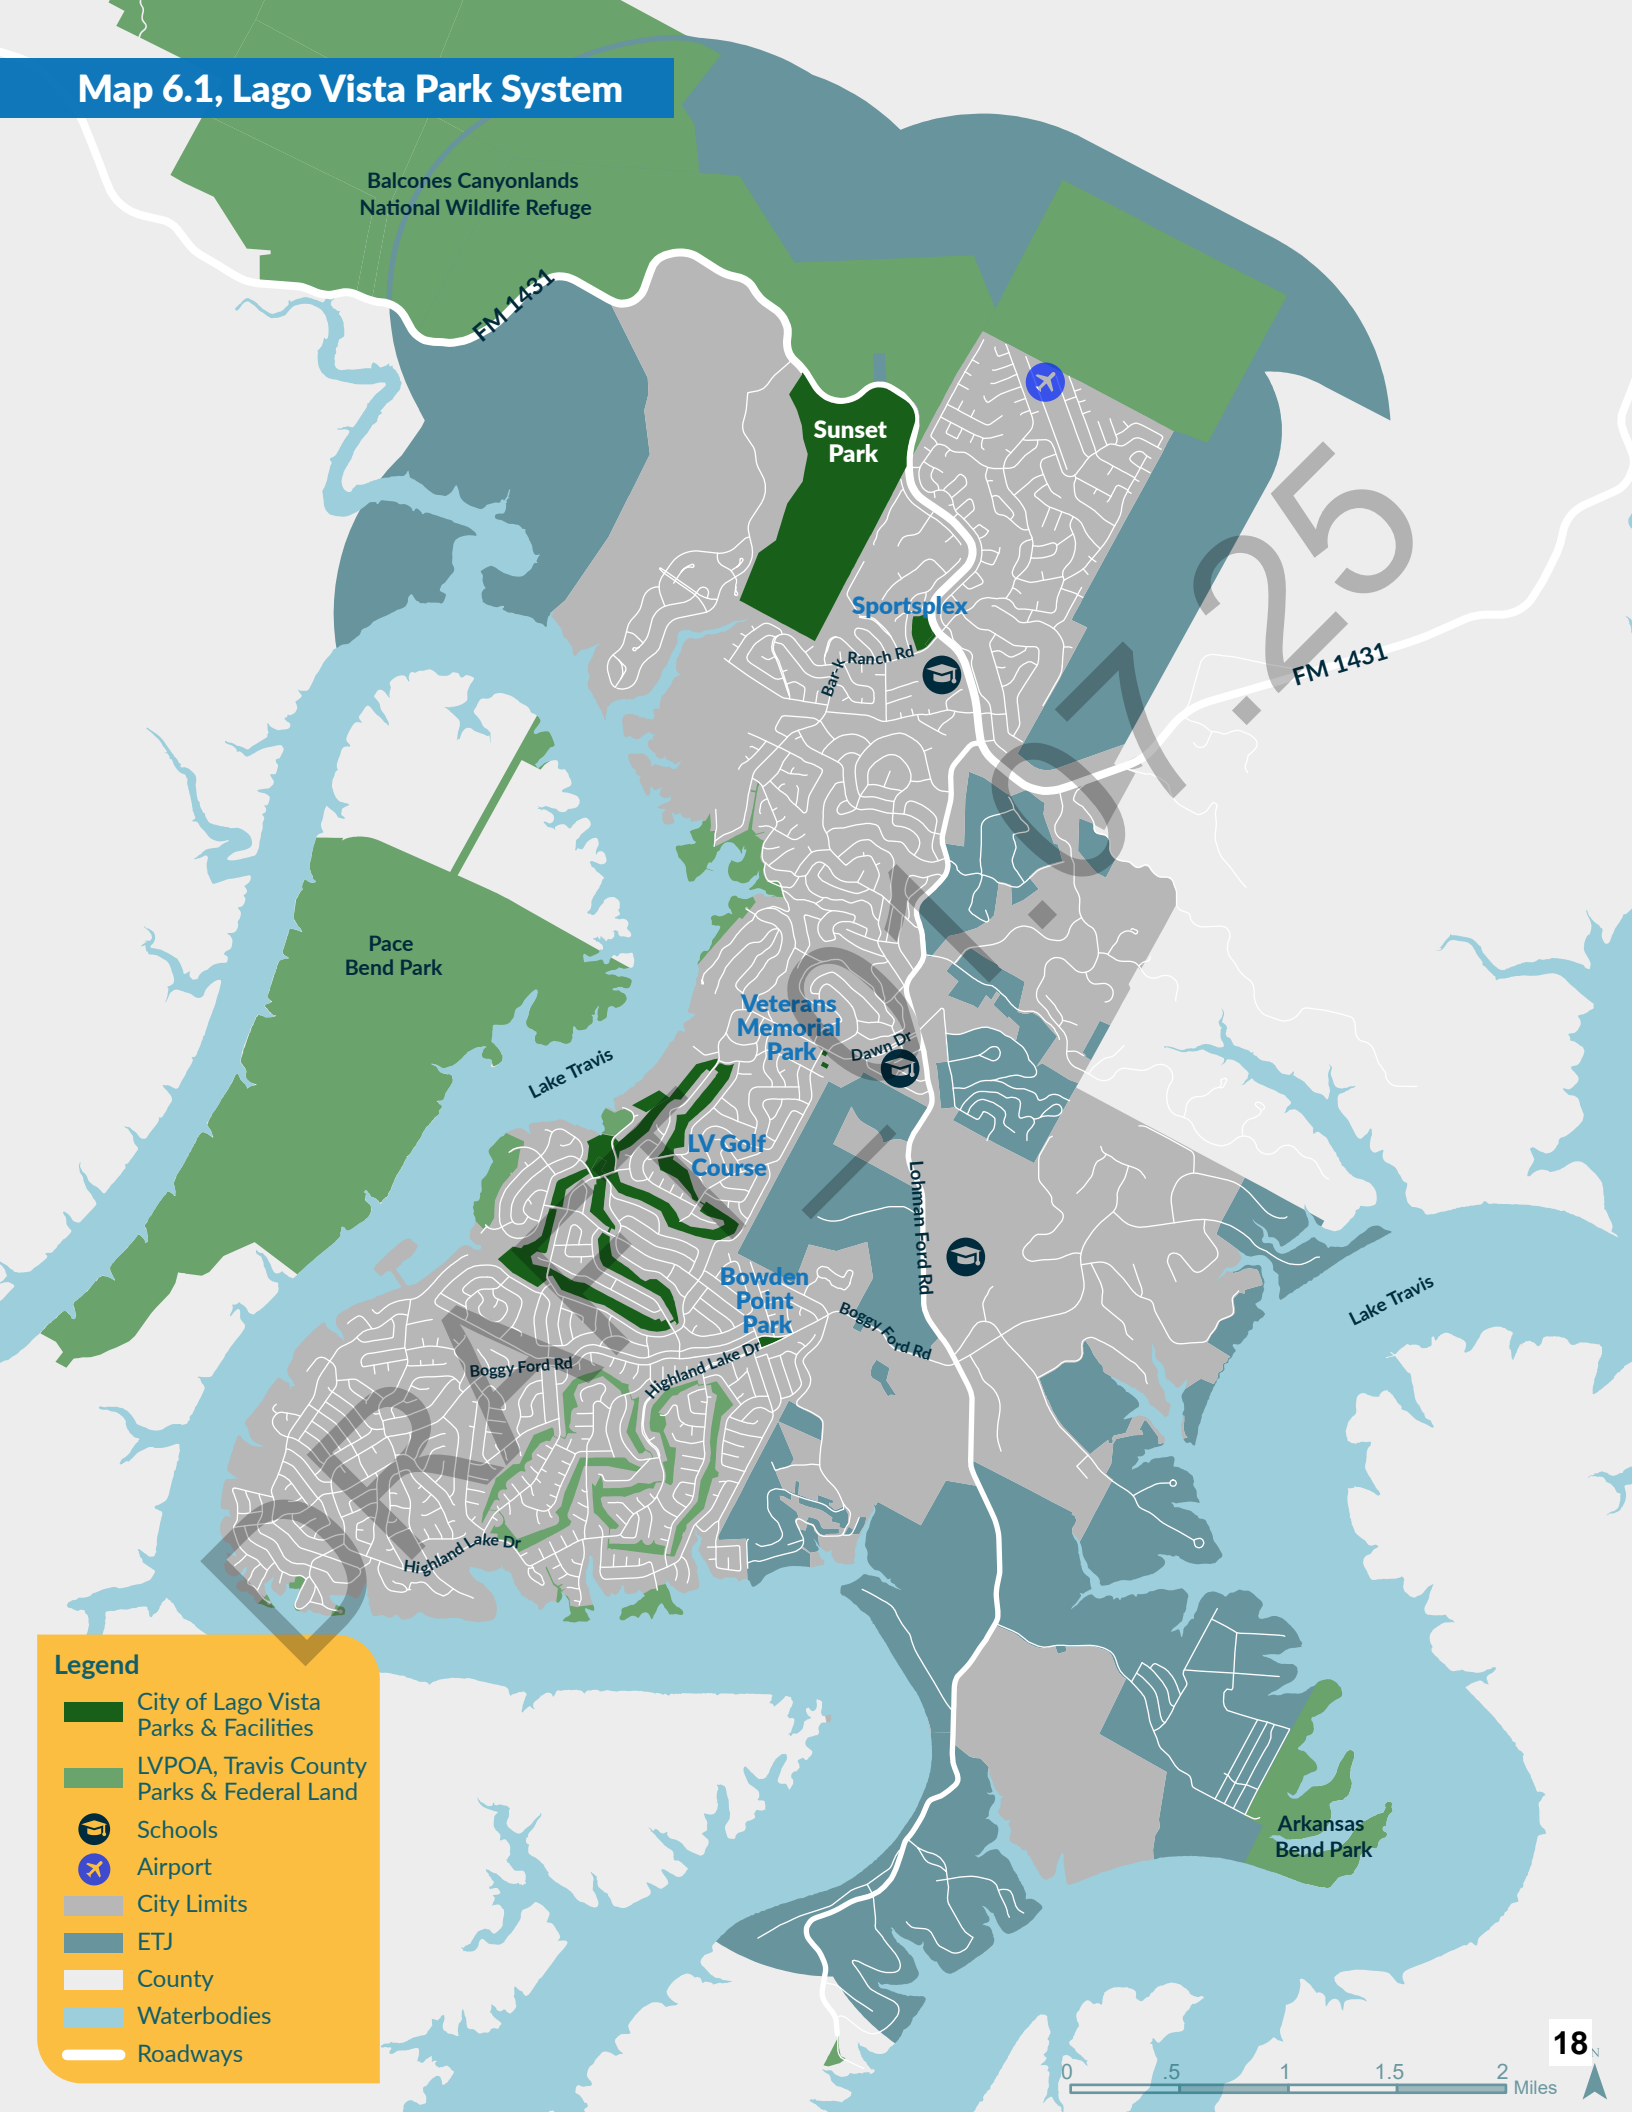 Map 6.1, Lago Vista Park System
Balcones Canyonlands
National Wildlife Refuge
FM 1431
Sunset
Park
Sportsplex
Bar-k
Ranch Rd
FM 1431
Pace
Bend Park
Veterans
Memorial
Park
Dawn Dr
Lake Travis
LV Golf
Course
Lohman Ford Rd
Bowden
Point
Park
Boggy Ford Rd
Lake Travis
Boggy Ford Rd
Highland Lake Dr
Highland Lake Dr
DRAFT - 01.07.25
Legend
City of Lago Vista
Parks & Facilities
LVPOA, Travis County
Parks & Federal Land
Schools
Airport
City Limits
ETJ
County
Waterbodies
Roadways
Arkansas
Bend Park
18
N
0 .5 1 1.5 2
Miles